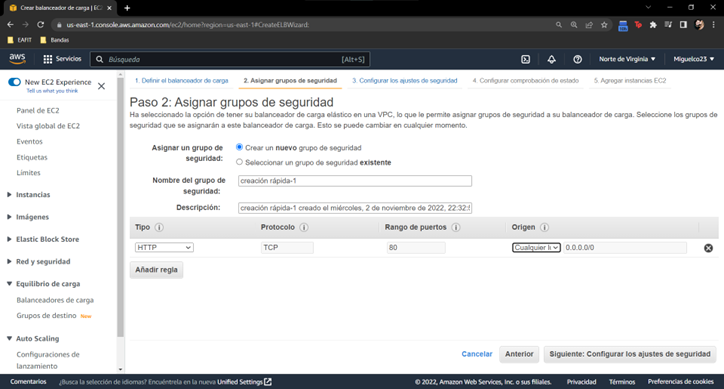 Crear balanceador de carga | EC2
us-east-1.console.aws.amazon.com/ec2/home?region=us-east-1#CreateELBWizard:
EAFIT
Bandas
aws
Servicios
Búsqueda
[Alt+S]
Norte de Virginia
Miguelco23
New EC2 Experience
Tell us what you think
Panel de EC2
Vista global de EC2
Eventos
Etiquetas
Límites
Instancias
Imágenes
Elastic Block Store
Red y seguridad
Equilibrio de carga
Balanceadores de carga
Grupos de destino New
Auto Scaling
Configuraciones de
lanzamiento
1. Definir el balanceador de carga
2. Asignar grupos de seguridad
3. Configurar los ajustes de seguridad
4. Configurar comprobación de estado
5. Agregar instancias EC2
Paso 2: Asignar grupos de seguridad
Ha seleccionado la opción de tener su balanceador de carga elástico en una VPC, lo que le permite asignar grupos de seguridad a su balanceador de carga. Seleccione los grupos de
seguridad que se asignarán a este balanceador de carga. Esto se puede cambiar en cualquier momento.
Asignar un grupo de
seguridad:
Crear un nuevo grupo de seguridad
Seleccionar un grupo de seguridad existente
Nombre del grupo de
seguridad:
creación rápida-1
Descripción:
creación rápida-1 creado el miércoles, 2 de noviembre de 2022, 22:32:5
Tipo
Protocolo
Rango de puertos
Origen
HTTP
TCP
80
Cualquier l
0.0.0.0/0
Añadir regla
Cancelar
Anterior
Siguiente: Configurar los ajustes de seguridad
Comentarios
¿Busca la selección de idiomas? Encuéntrela en la nueva Unified Settings
© 2022, Amazon Web Services, Inc. o sus filiales.
Privacidad
Términos
Preferencias de cookies